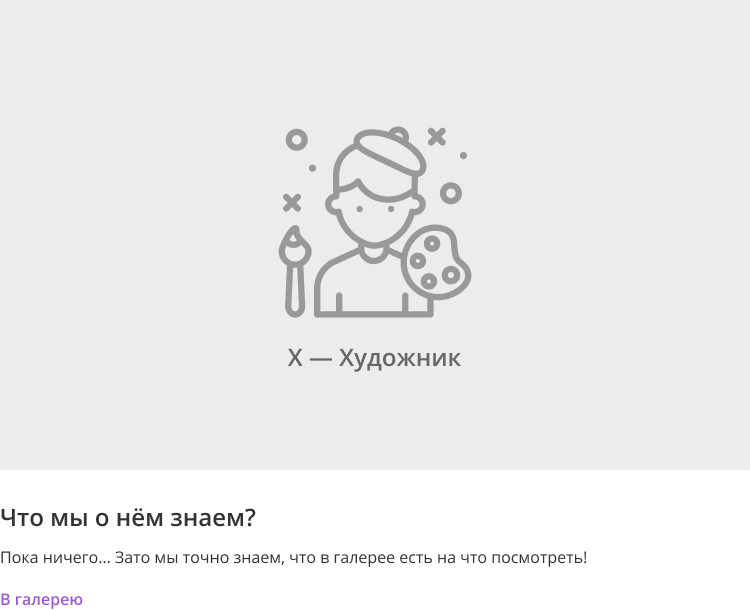 Х — Художник
Что мы о нём знаем?
Пока ничего... Зато мы точно знаем, что в галерее есть на что посмотреть!
В галерею